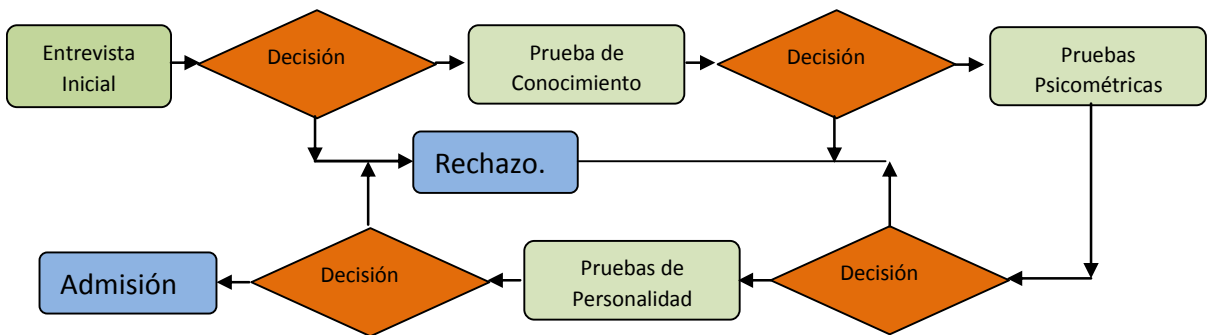 Entrevista
Inicial
Decisión
Prueba de
Conocimiento
Decisión
Pruebas
Psicométricas
Rechazo.
Admisión
Decisión
Pruebas de
Personalidad
Decisión